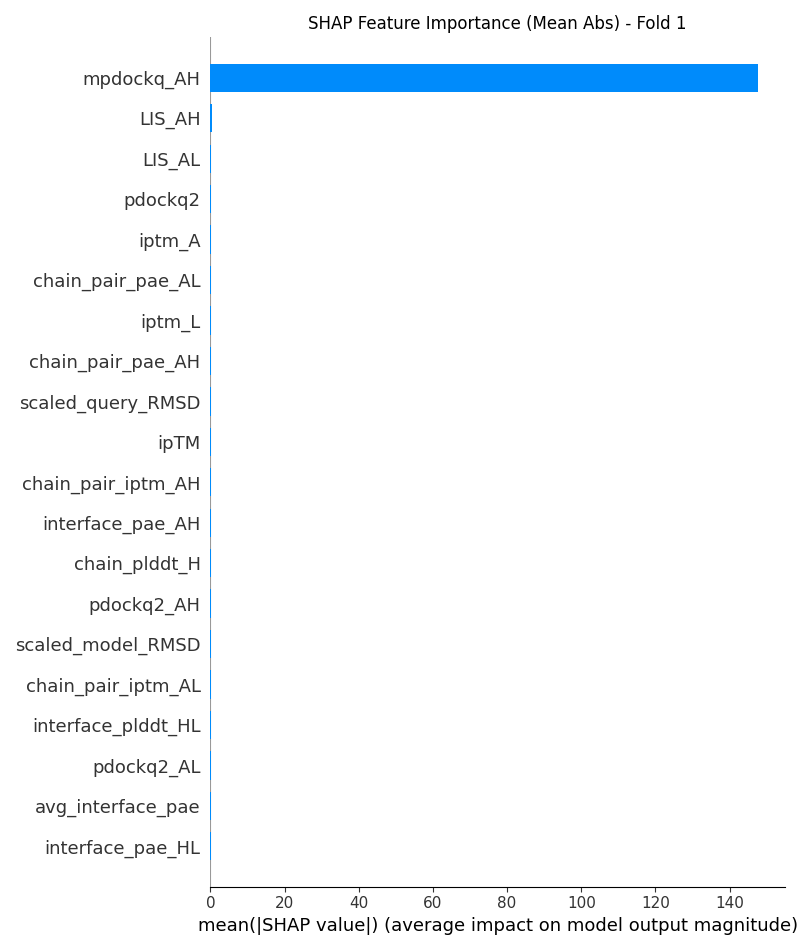 SHAP Feature Importance (Mean Abs) - Fold 1
mpdockq_AH
LIS_AH
LIS_AL
pdockq2
iptm_A
chain_pair_pae_AL
iptm_L
chain_pair_pae_AH
scaled_query_RMSD
ipTM
chain_pair_iptm_AH
interface_pae_AH
chain_plddt_H
pdockq2_AH
scaled_model_RMSD
chain_pair_iptm_AL
interface_plddt_HL
pdockq2_AL
avg_interface_pae
interface_pae_HL
0 20 40 60 80 100 120 140
mean(|SHAP value|) (average impact on model output magnitude)